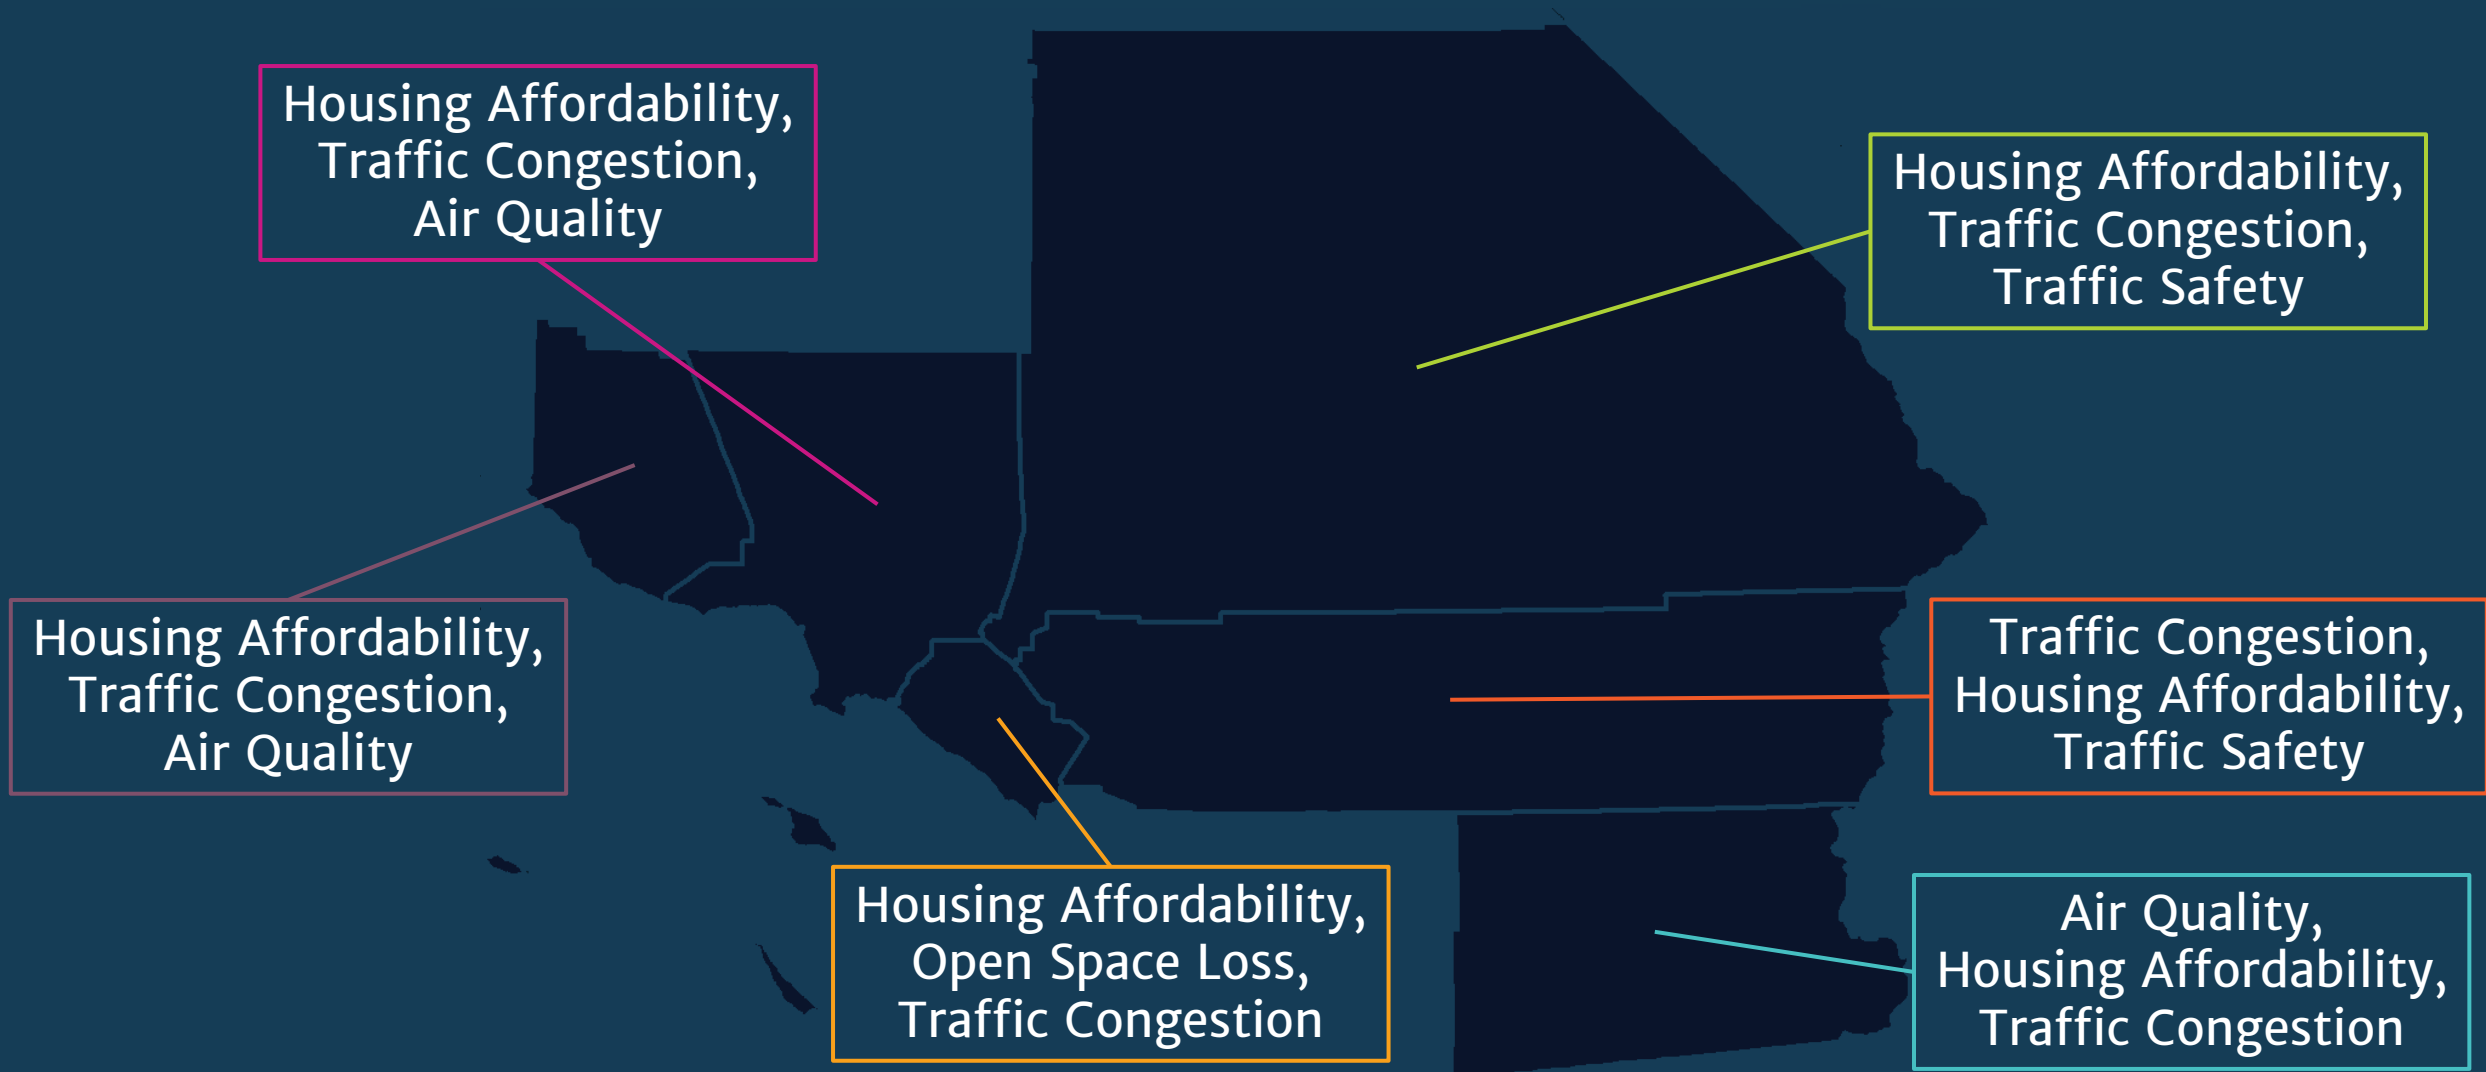 Housing Affordability,
Traffic Congestion,
Air Quality
Housing Affordability,
Traffic Congestion,
Traffic Safety
Housing Affordability,
Traffic Congestion,
Air Quality
Traffic Congestion,
Housing Affordability,
Traffic Safety
Housing Affordability,
Open Space Loss,
Traffic Congestion
Air Quality,
Housing Affordability,
Traffic Congestion